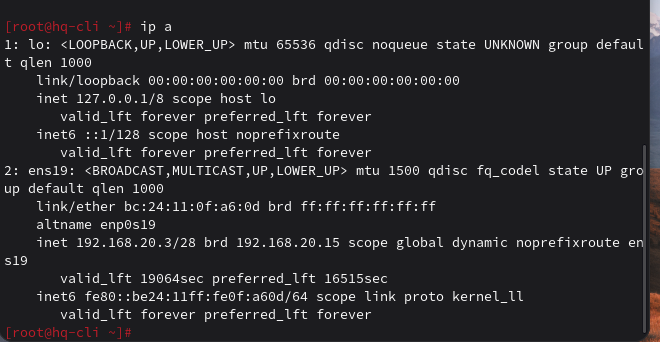 [root@hq-cli ~]# ip a
1: lo: <LOOPBACK,UP,LOWER_UP> mtu 65536 qdisc noqueue state UNKNOWN group defaul
t qlen 1000
    link/loopback 00:00:00:00:00:00 brd 00:00:00:00:00:00
    inet 127.0.0.1/8 scope host lo
       valid_lft forever preferred_lft forever
    inet6 ::1/128 scope host noprefixroute
       valid_lft forever preferred_lft forever
2: ens19: <BROADCAST,MULTICAST,UP,LOWER_UP> mtu 1500 qdisc fq_codel state UP gro
up default qlen 1000
    link/ether bc:24:11:0f:a6:0d brd ff:ff:ff:ff:ff:ff
    altname enp0s19
    inet 192.168.20.3/28 brd 192.168.20.15 scope global dynamic noprefixroute en
s19
       valid_lft 19064sec preferred_lft 16515sec
    inet6 fe80::be24:11ff:fe0f:a60d/64 scope link proto kernel_ll
       valid_lft forever preferred_lft forever
[root@hq-cli ~]#